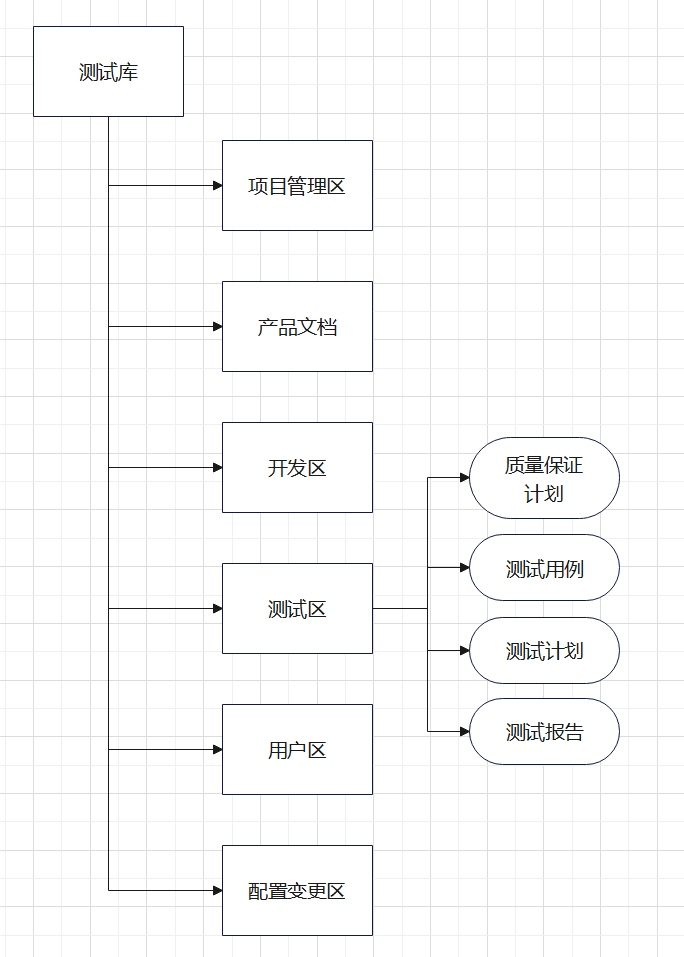 测试库
项目管理区
产品文档
开发区
质量保证
计划
测试用例
测试区
测试计划
测试报告
用户区
配置变更区